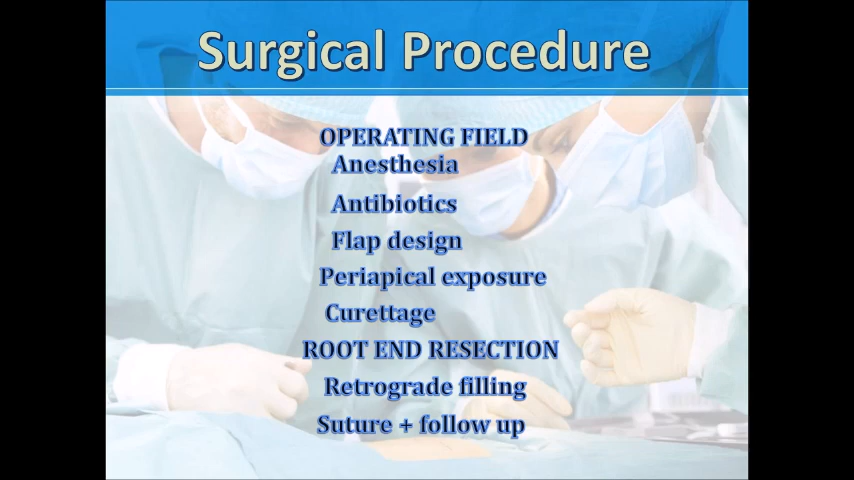 Surgical Procedure
OPERATING FIELD
Anesthesia
Antibiotics
Flap design
Periapical exposure
Curettage
ROOT END RESECTION
Retrograde filling
Suture + follow up